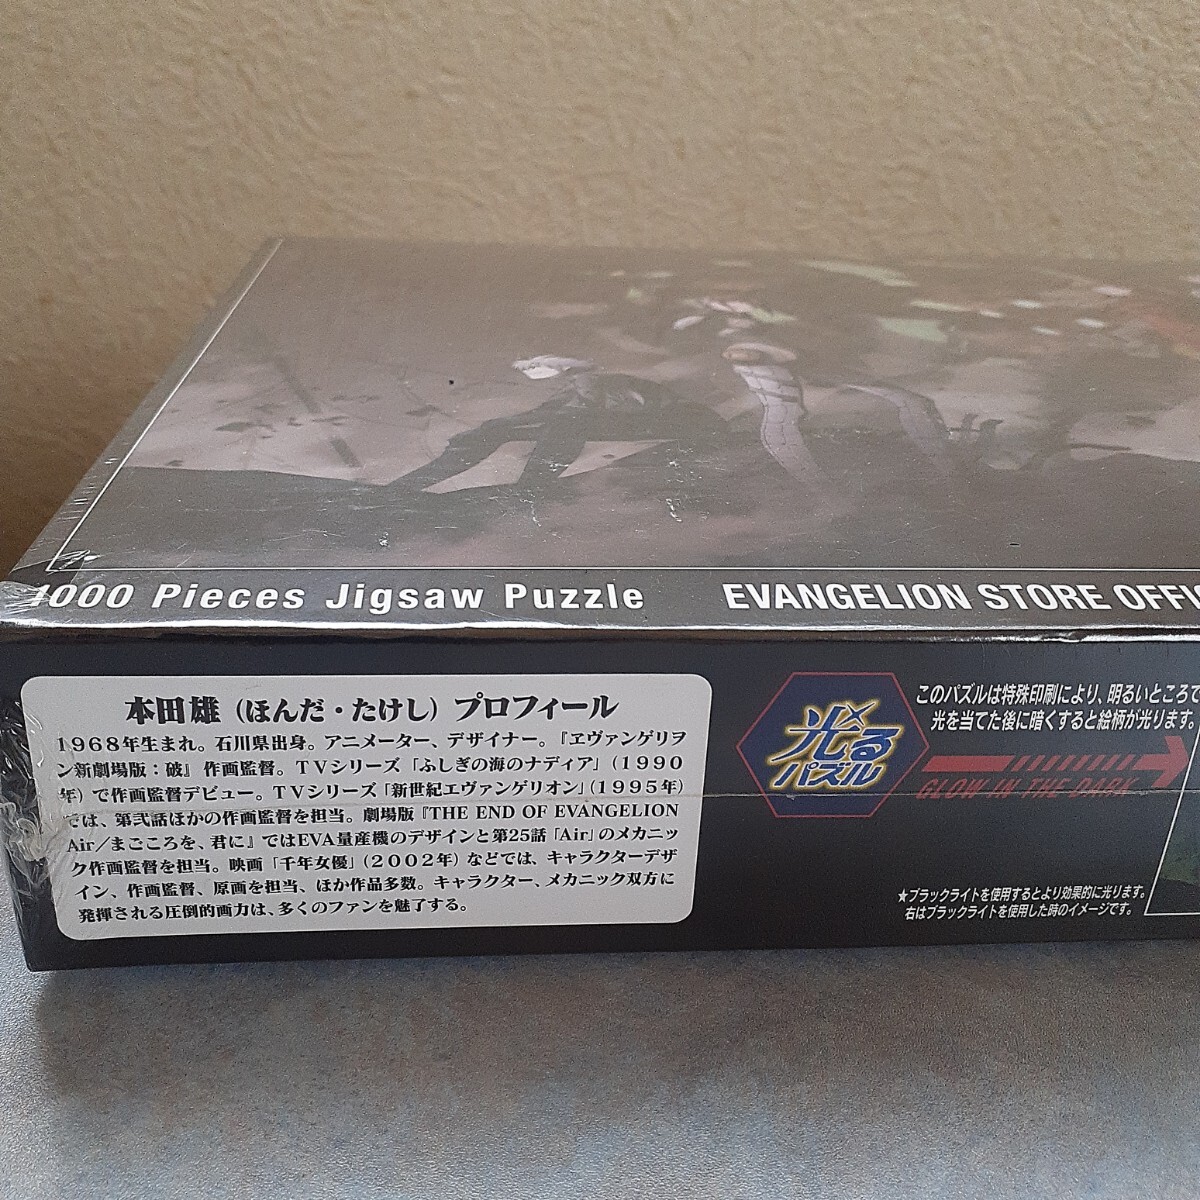 1000 Pieces Jigsaw Puzzle EVANGELION STORE
本田雄(ほんだ・たけし)プロフィール
1968年生まれ。石川県出身。アニメーター、デザイナー。『ヱヴァンゲリヲ
ン新劇場版：破』作画監督。TVシリーズ「ふしぎの海のナディア」(1990
年)で作画監督デビュー。TVシリーズ「新世紀エヴァンゲリオン」(1995年)
では、第弐話ほかの作画監督を担当。劇場版『THE END OF EVANGELION
Air／まごころを、君に』ではEVA量産機のデザインと第25話「Air」のメカニッ
ク作画監督を担当。映画「千年女優」(2002年)などでは、キャラクターデザ
イン、作画監督、原画を担当、ほか作品多数。キャラクター、メカニック双方に
発揮される圧倒的画力は、多くのファンを魅了する。
光る
パズル
このパズルは特殊印刷により、明るいところで
光を当てた後に暗くすると絵柄が光ります。
GLOW IN THE DARK
★ブラックライトを使用するとより効果的に光ります。
右はブラックライトを使用した時のイメージです。